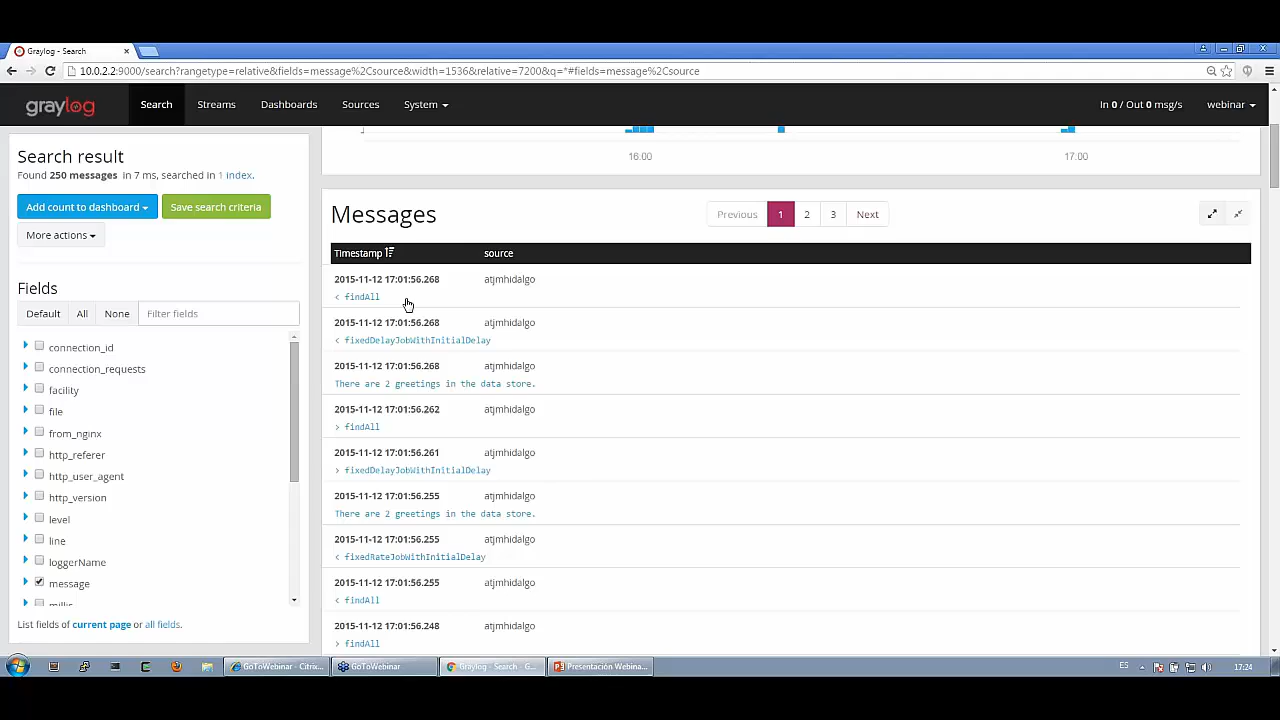 Graylog - Search
10.0.2.2:9000/search?rangetype=relative&fields=message%2Csource&width=1536&relative=7200&q=*#fields=message%2Csource
graylog Search Streams Dashboards Sources System In 0 / Out 0 msg/s webinar
16:00 17:00
Search result
Found 250 messages in 7 ms, searched in 1 index.
Add count to dashboard Save search criteria
More actions
Fields
Default All None Filter fields
connection_id
connection_requests
facility
file
from_nginx
http_referer
http_user_agent
http_version
level
line
loggerName
message
millis
List fields of current page or all fields.
Messages
Previous 1 2 3 Next
Timestamp source
2015-11-12 17:01:56.268 atjmhidalgo
< findAll
2015-11-12 17:01:56.268 atjmhidalgo
< fixedDelayJobWithInitialDelay
2015-11-12 17:01:56.268 atjmhidalgo
There are 2 greetings in the data store.
2015-11-12 17:01:56.262 atjmhidalgo
> findAll
2015-11-12 17:01:56.261 atjmhidalgo
> fixedDelayJobWithInitialDelay
2015-11-12 17:01:56.255 atjmhidalgo
There are 2 greetings in the data store.
2015-11-12 17:01:56.255 atjmhidalgo
< fixedRateJobWithInitialDelay
2015-11-12 17:01:56.255 atjmhidalgo
< findAll
2015-11-12 17:01:56.248 atjmhidalgo
> findAll
GoToWebinar - Citrix... GoToWebinar Graylog - Search - G... Presentación Webina... ES 17:24